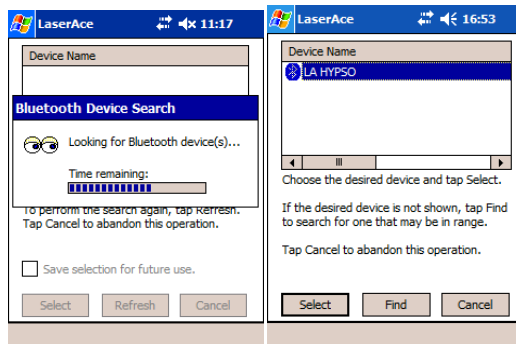 LaserAce 11:17
Device Name
Bluetooth Device Search
Looking for Bluetooth device(s)...
Time remaining:
To perform the search again, tap Refresh.
Tap Cancel to abandon this operation.
Save selection for future use.
Select Refresh Cancel
LaserAce 16:53
Device Name
LA HYPSO
Choose the desired device and tap Select.
If the desired device is not shown, tap Find
to search for one that may be in range.
Tap Cancel to abandon this operation.
Select Find Cancel